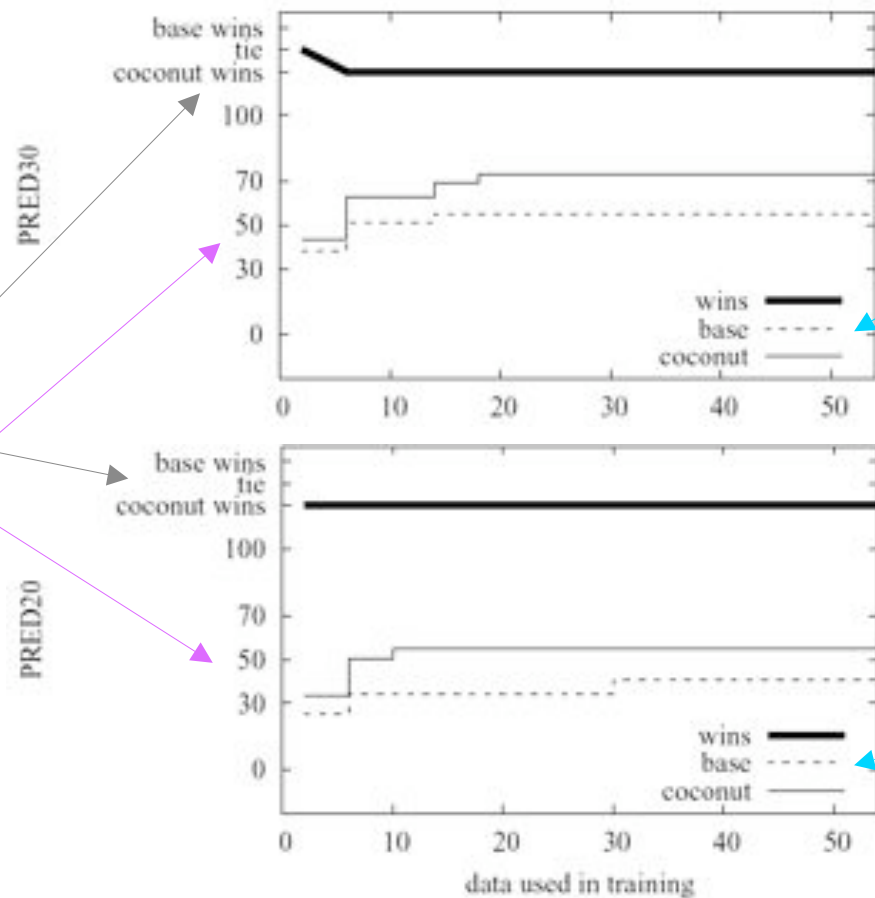 base wins
tie
coconut wins
100
PRED30
70
50
30
wins
base
0
coconut
0 10 20 30 40 50
base wins
tie
coconut wins
100
PRED20
70
50
30
wins
base
0
coconut
0 10 20 30 40 50
data used in training